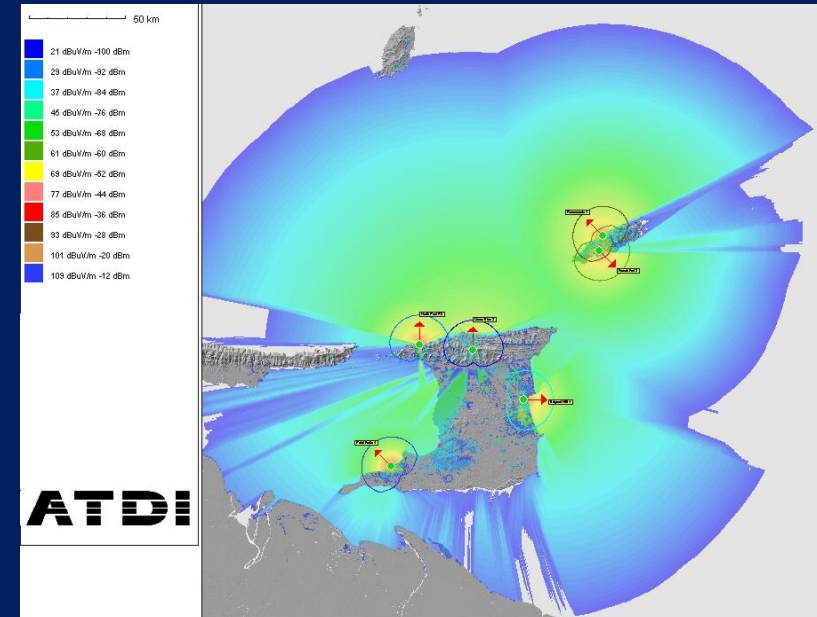 50 km
21 dBuV/m -100 dBm
29 dBuV/m -92 dBm
37 dBuV/m -84 dBm
45 dBuV/m -76 dBm
53 dBuV/m -68 dBm
61 dBuV/m -60 dBm
69 dBuV/m -52 dBm
77 dBuV/m -44 dBm
85 dBuV/m -36 dBm
93 dBuV/m -28 dBm
101 dBuV/m -20 dBm
109 dBuV/m -12 dBm
ATDI